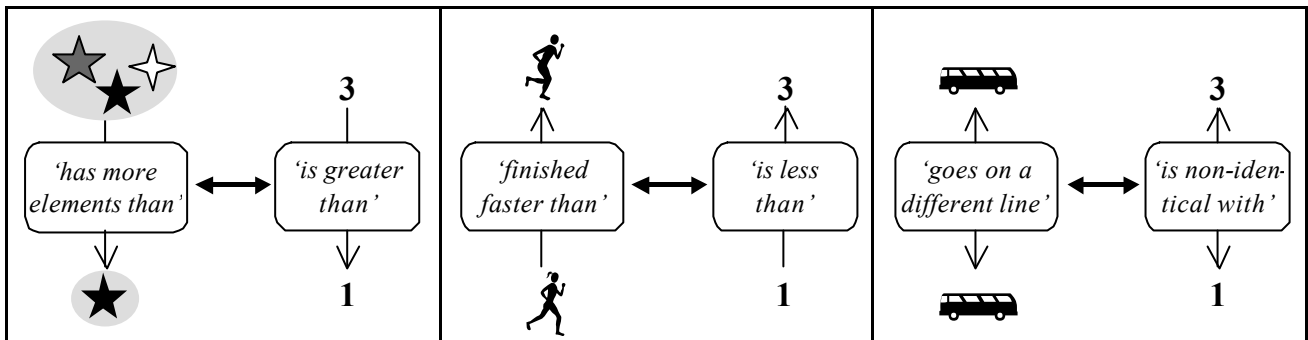 3
‘has more
elements than’
‘is greater
than’
1
3
‘finished
faster than’
‘is less
than’
1
3
‘goes on a
different line’
‘is non-iden-
tical with’
1